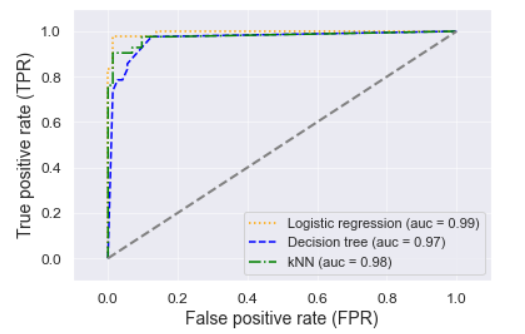 1.0
0.8
0.6
0.4
0.2
0.0
True positive rate (TPR)
Logistic regression (auc = 0.99)
Decision tree (auc = 0.97)
kNN (auc = 0.98)
0.0 0.2 0.4 0.6 0.8 1.0
False positive rate (FPR)